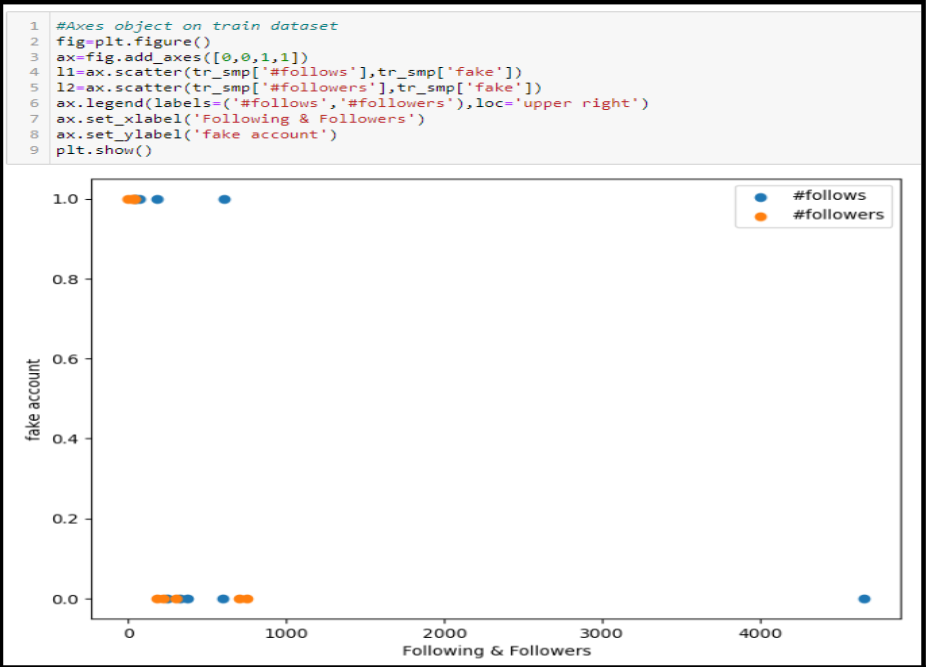 1 #Axes object on train dataset
2 fig=plt.figure()
3 ax=fig.add_axes([0,0,1,1])
4 l1=ax.scatter(tr_smp['#follows'],tr_smp['fake'])
5 l2=ax.scatter(tr_smp['#followers'],tr_smp['fake'])
6 ax.legend(labels=('#follows','#followers'),loc='upper right')
7 ax.set_xlabel('Following & Followers')
8 ax.set_ylabel('fake account')
9 plt.show()
#follows
#followers
1.0
0.8
0.6
0.4
0.2
0.0
fake account
0 1000 2000 3000 4000
Following & Followers